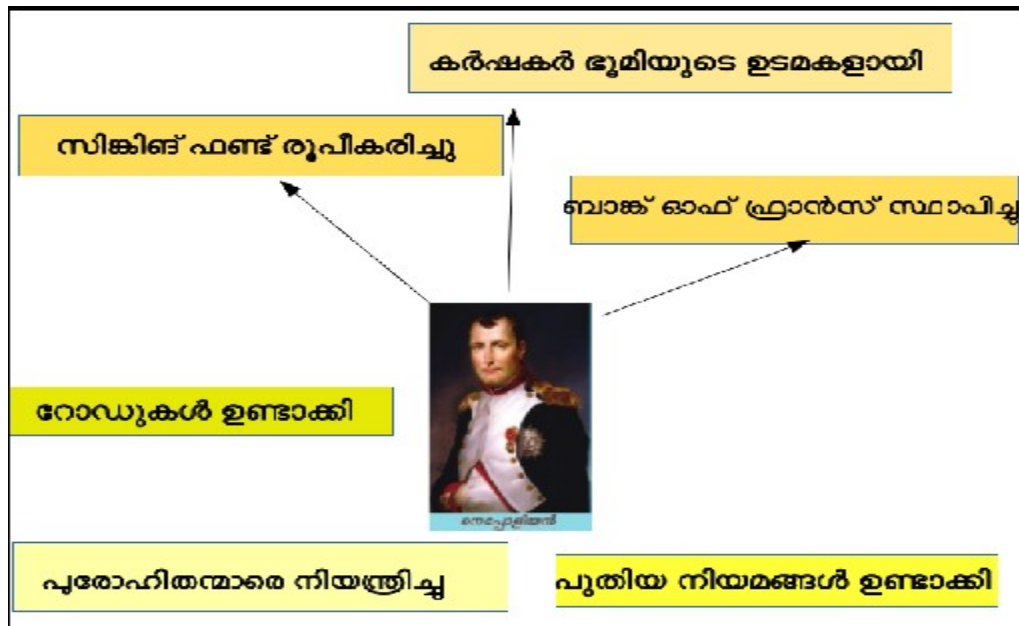 കർഷകർ ഭൂമിയുടെ ഉടമകളായി
സിങ്കിങ് ഫണ്ട് രൂപീകരിച്ചു
ബാങ്ക് ഓഫ് ഫ്രാൻസ് സ്ഥാപിച്ചു
റോഡുകൾ ഉണ്ടാക്കി
നെപ്പോളിയൻ
പുരോഹിതന്മാരെ നിയന്ത്രിച്ചു
പുതിയ നിയമങ്ങൾ ഉണ്ടാക്കി